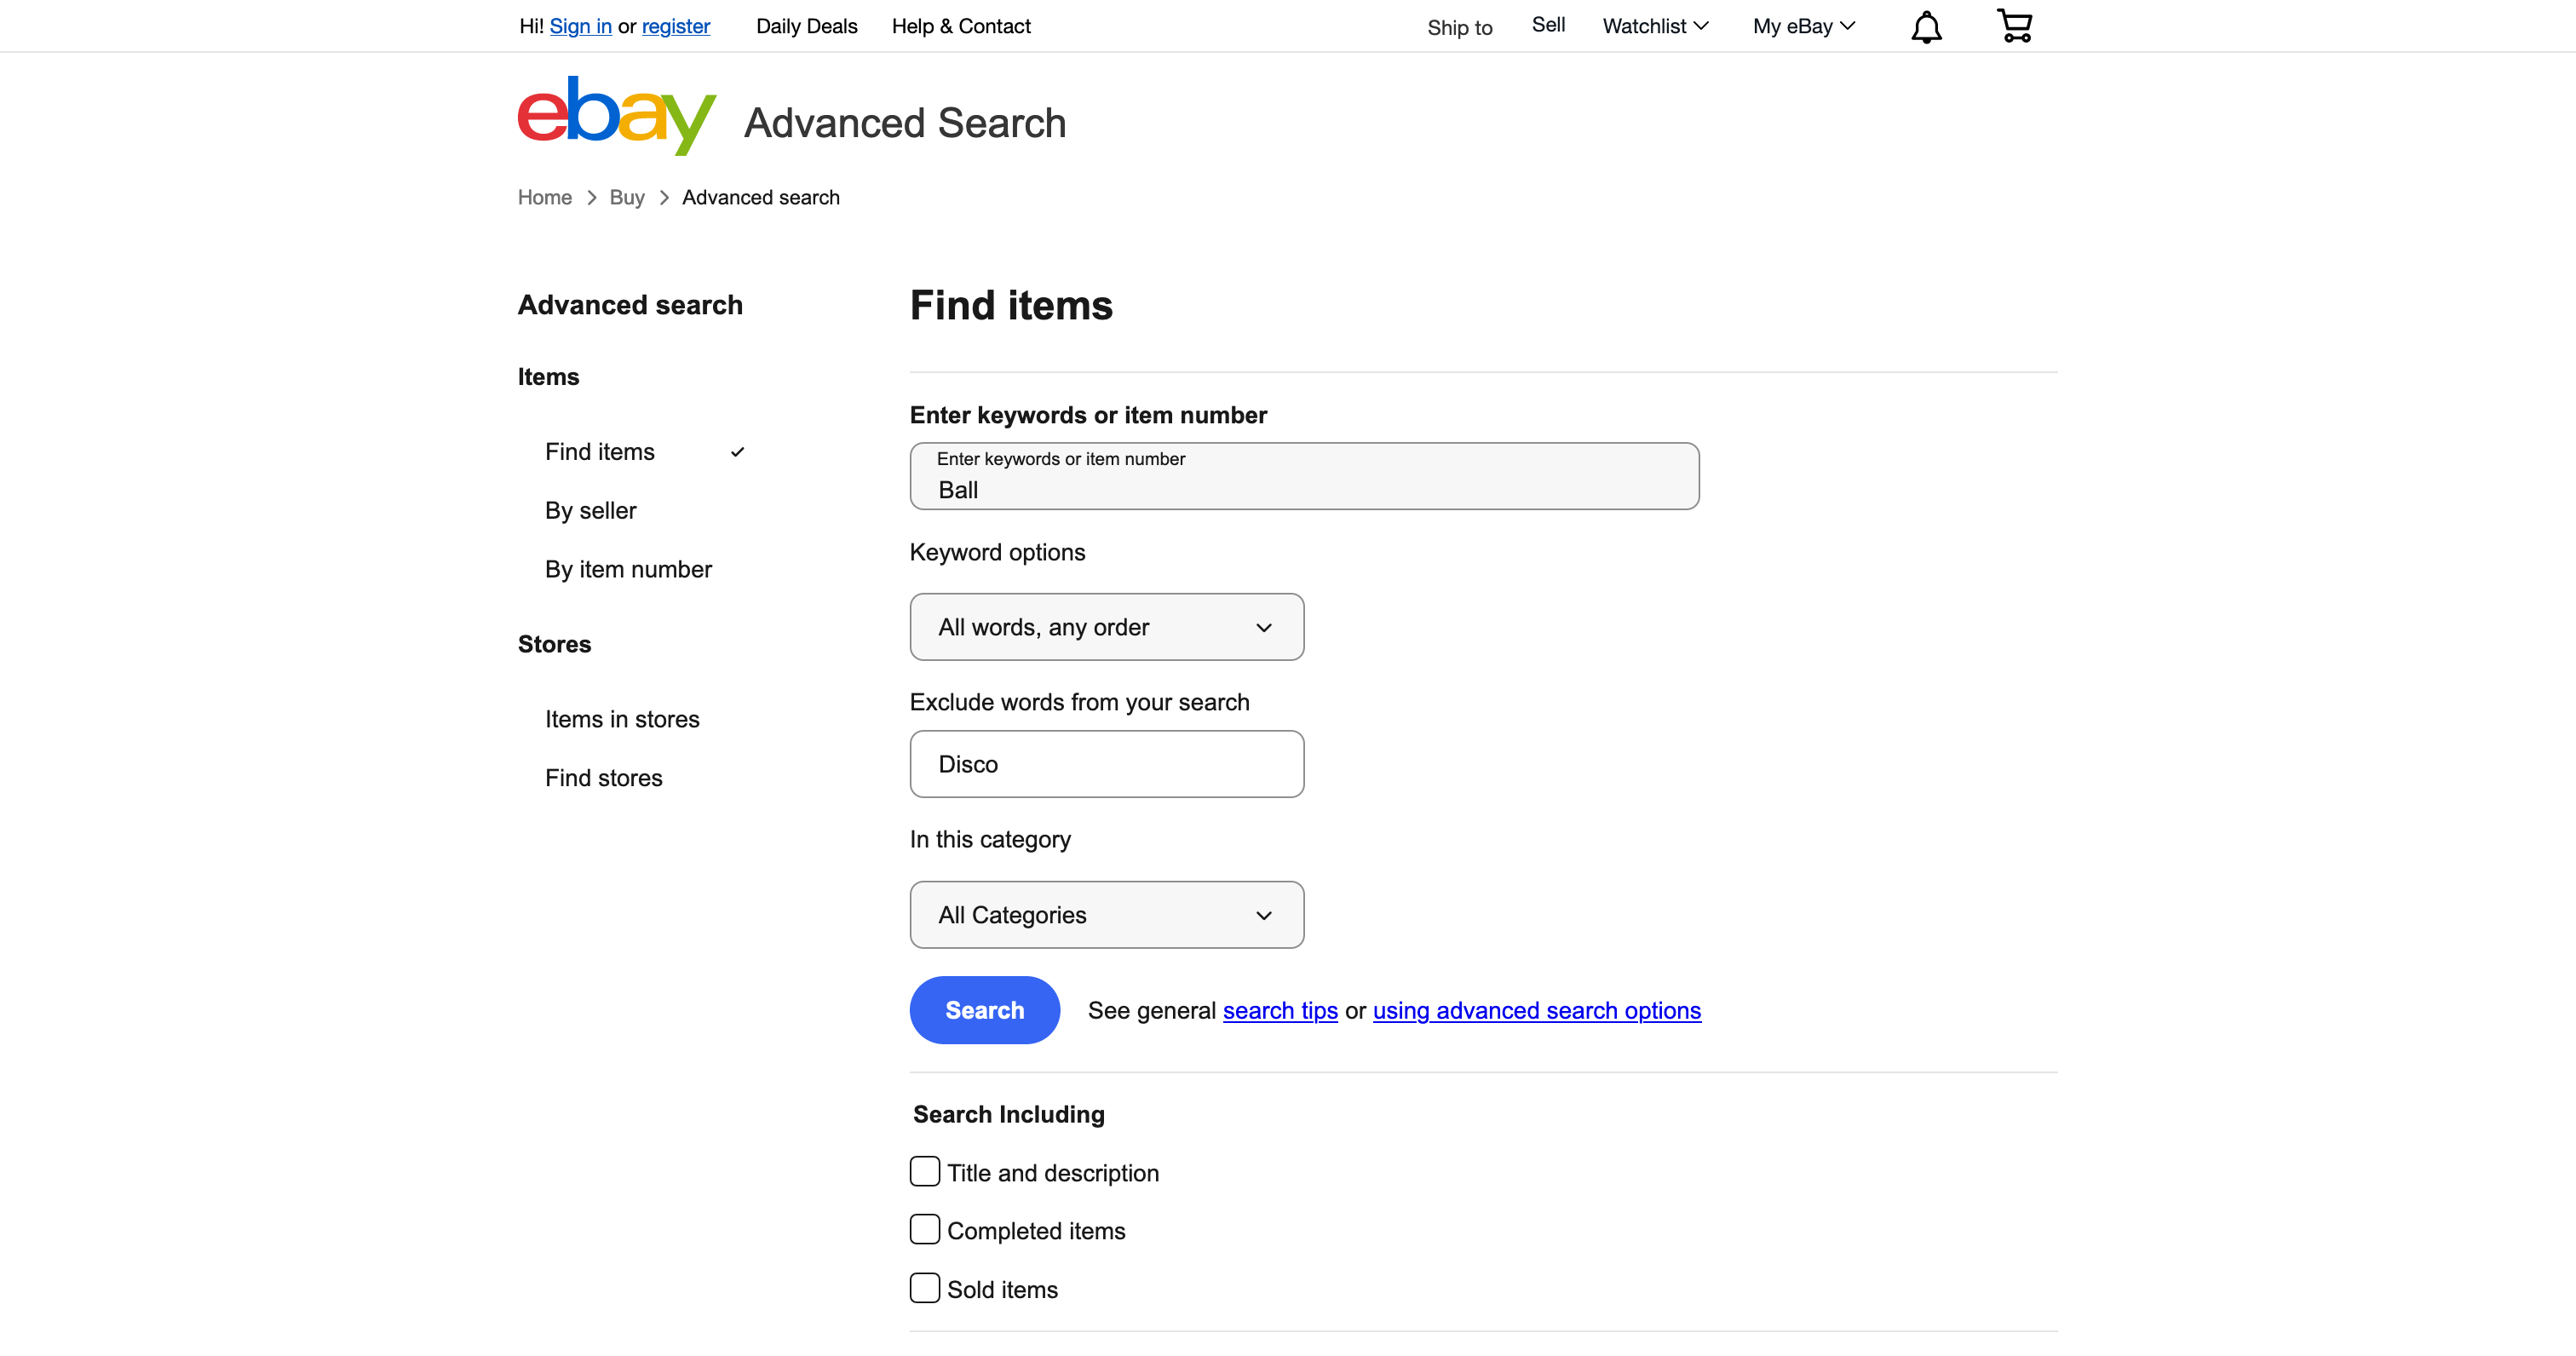 Hi! Sign in or register Daily Deals Help & Contact Ship to Sell Watchlist My eBay
ebay Advanced Search
Home Buy Advanced search
Advanced search
Items
Find items
By seller
By item number
Stores
Items in stores
Find stores
Find items
Enter keywords or item number
Enter keywords or item number
Ball
Keyword options
All words, any order
Exclude words from your search
Disco
In this category
All Categories
Search See general search tips or using advanced search options
Search Including
Title and description
Completed items
Sold items